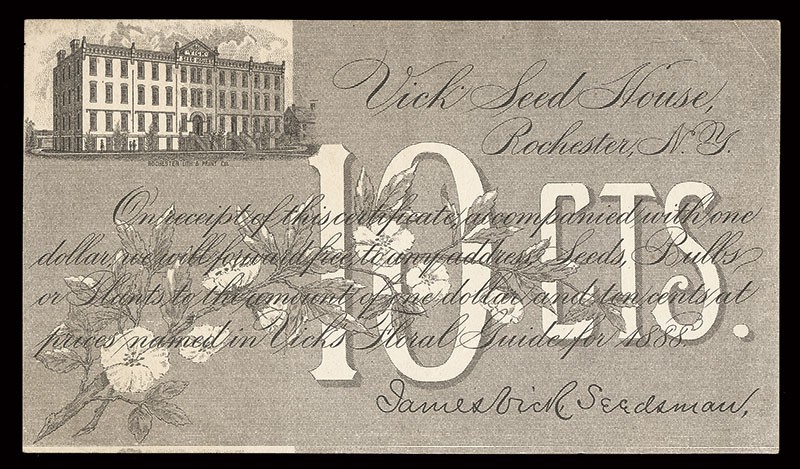 VICK
SEED HOUSE
ROCHESTER LITH & PRINT CO.
Vick Seed House,
Rochester, N.Y.
10 CTS.
On receipt of this certificate, accompanied with one
dollar, we will forward free, to any address, Seeds, Bulbs
or Plants, to the amount of one dollar and ten cents at
prices named in Vick's Floral Guide for 1888.
James Vick, Seedsman,